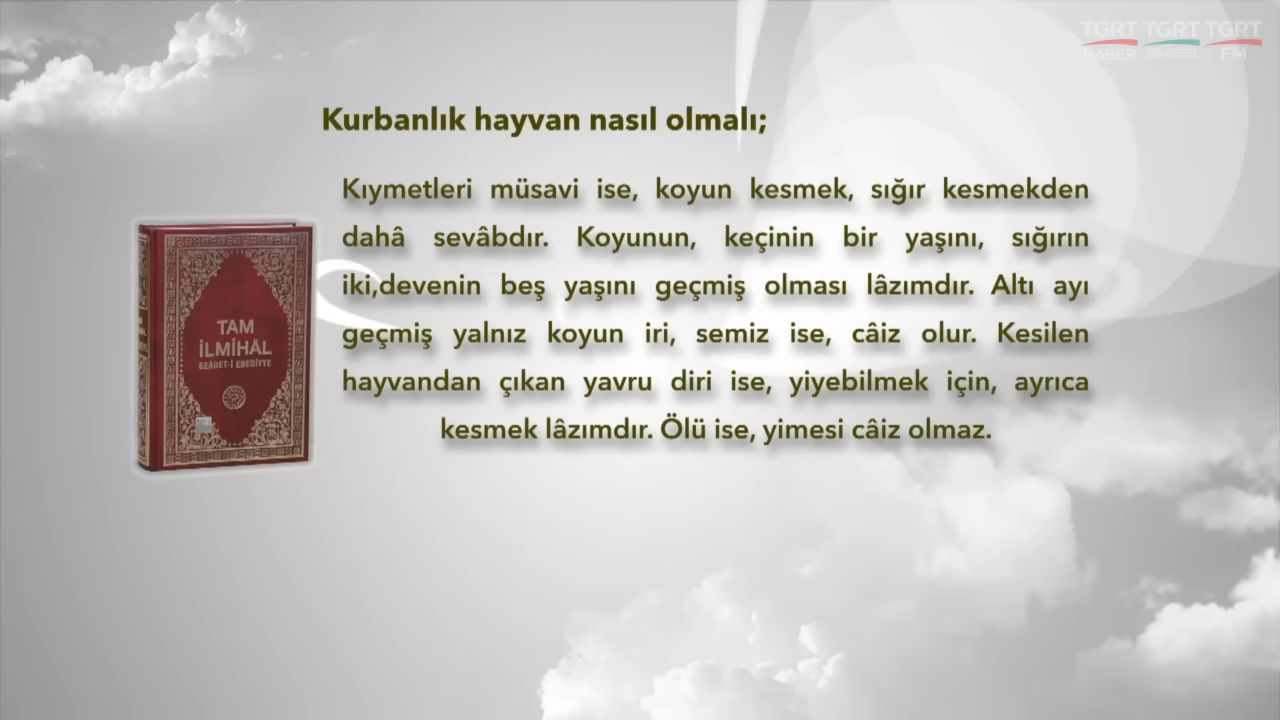 TGRT TGRT TGRT
HABER BELGESEL FM
Kurbanlık hayvan nasıl olmalı;
Kıymetleri müsavi ise, koyun kesmek, sığır kesmekden
dahâ sevâbdır. Koyunun, keçinin bir yaşını, sığırın
iki,devenin beş yaşını geçmiş olması lâzımdır. Altı ayı
geçmiş yalnız koyun iri, semiz ise, câiz olur. Kesilen
hayvandan çıkan yavru diri ise, yiyebilmek için, ayrıca
kesmek lâzımdır. Ölü ise, yimesi câiz olmaz.
TAM
İLMİHÂL
SEÂDET-İ EBEDİYYE